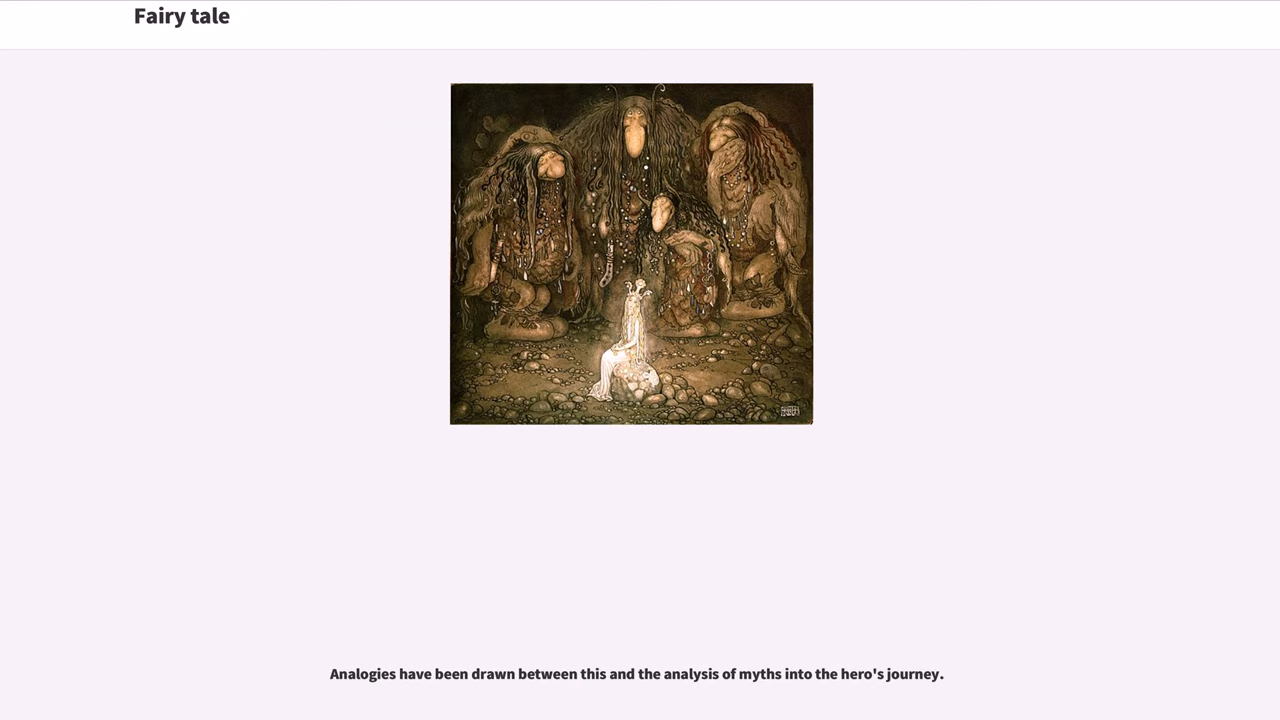 Fairy tale
Analogies have been drawn between this and the analysis of myths into the hero's journey.